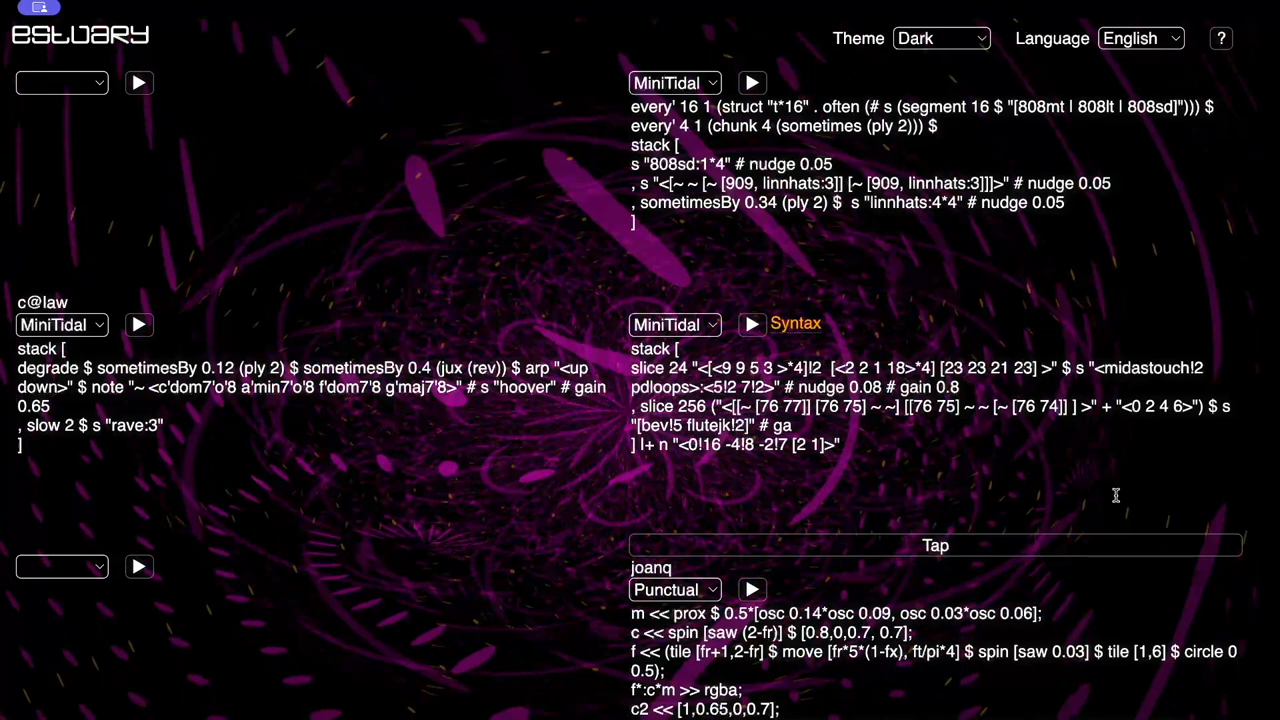 estuary
Theme Dark Language English ?
MiniTidal
every' 16 1 (struct "t*16" . often (# s (segment 16 $ "[808mt | 808lt | 808sd]"))) $
every' 4 1 (chunk 4 (sometimes (ply 2))) $
stack [
s "808sd:1*4" # nudge 0.05
, s "<[~ ~ [~ [909, linnhats:3]] [~ [909, linnhats:3]]]>" # nudge 0.05
, sometimesBy 0.34 (ply 2) $  s "linnhats:4*4" # nudge 0.05
]
c@law
MiniTidal
stack [
degrade $ sometimesBy 0.12 (ply 2) $ sometimesBy 0.4 (jux (rev)) $ arp "<up
down>" $ note "~ <c'dom7'o'8 a'min7'o'8 f'dom7'8 g'maj7'8>" # s "hoover" # gain
0.65
, slow 2 $ s "rave:3"
]
MiniTidal Syntax
stack [
slice 24 "<[<9 9 5 3 >*4]!2  [<2 2 1 18>*4] [23 23 21 23] >" $ s "<midastouch!2
pdloops>:<5!2 7!2>" # nudge 0.08 # gain 0.8
, slice 256 ("<[[~ [76 77]] [76 75] ~ ~] [[76 75] ~ ~ [~ [76 74]] ] >" + "<0 2 4 6>") $ s
"[bev!5 flutejk!2]" # ga
] |+ n "<0!16 -4!8 -2!7 [2 1]>"
Tap
joanq
Punctual
m << prox $ 0.5*[osc 0.14*osc 0.09, osc 0.03*osc 0.06];
c << spin [saw (2-fr)] $ [0.8,0,0.7, 0.7];
f << (tile [fr+1,2-fr] $ move [fr*5*(1-fx), ft/pi*4] $ spin [saw 0.03] $ tile [1,6] $ circle 0
0.5);
f*:c*m >> rgba;
c2 << [1,0.65,0,0.7];